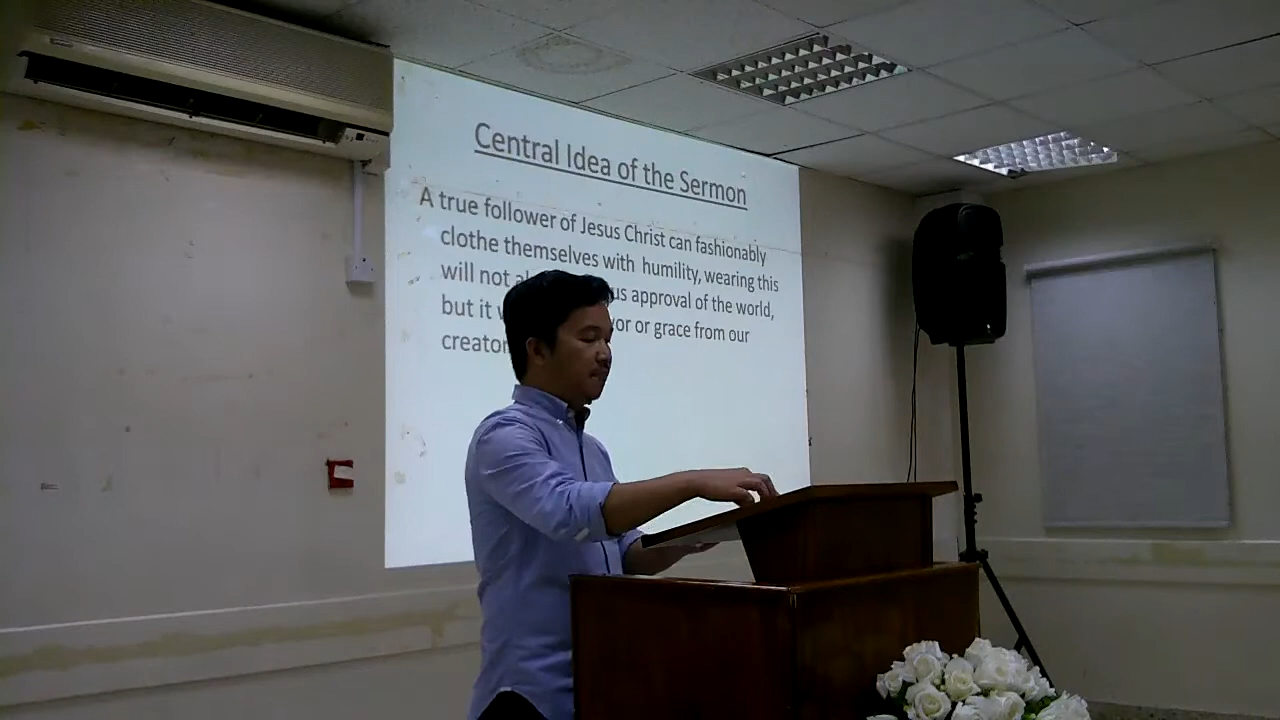 Central Idea of the Sermon
A true follower of Jesus Christ can fashionably
clothe themselves with humility, wearing this
will not approval of the world,
but it or grace from our
creator